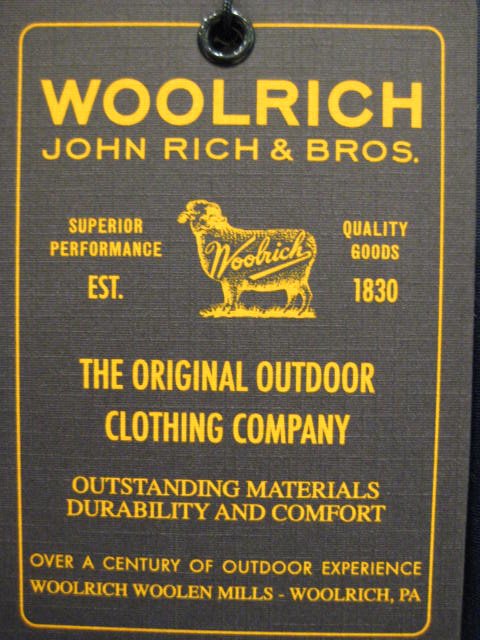 WOOLRICH
JOHN RICH & BROS.
SUPERIOR
PERFORMANCE
EST.
Woolrich
QUALITY
GOODS
1830
THE ORIGINAL OUTDOOR
CLOTHING COMPANY
OUTSTANDING MATERIALS
DURABILITY AND COMFORT
OVER A CENTURY OF OUTDOOR EXPERIENCE
WOOLRICH WOOLEN MILLS - WOOLRICH, PA